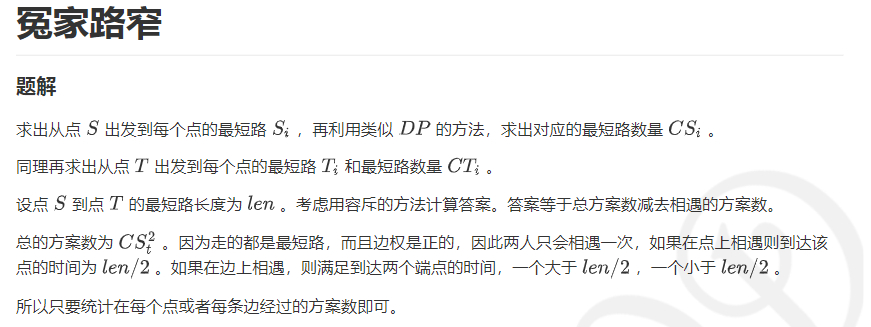 冤家路窄
题解
求出从点 S 出发到每个点的最短路 Sᵢ ，再利用类似 DP 的方法，求出对应的最短路数量 CSᵢ 。
同理再求出从点 T 出发到每个点的最短路 Tᵢ 和最短路数量 CTᵢ 。
设点 S 到点 T 的最短路长度为 len 。考虑用容斥的方法计算答案。答案等于总方案数减去相遇的方案数。
总的方案数为 CSₜ² 。因为走的都是最短路，而且边权是正的，因此两人只会相遇一次，如果在点上相遇则到达该
点的时间为 len/2 。如果在边上相遇，则满足到达两个端点的时间，一个大于 len/2 ，一个小于 len/2 。
所以只要统计在每个点或者每条边经过的方案数即可。